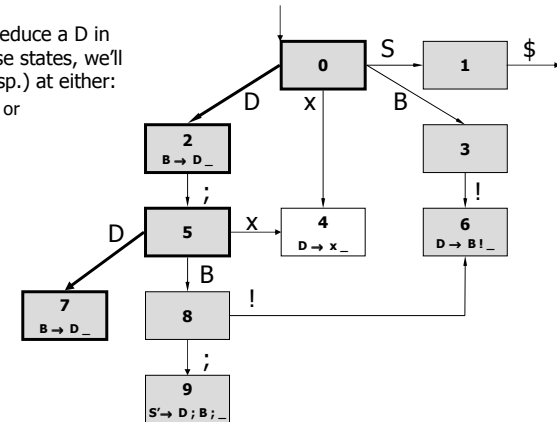 educe a D in
se states, we'll
sp.) at either:
or
0
S
1
$
D
x
B
2
B → D _
3
;
!
D
5
x
4
D → x _
6
D → B ! _
B
7
B → D _
8
!
;
9
S' → D ; B ; _